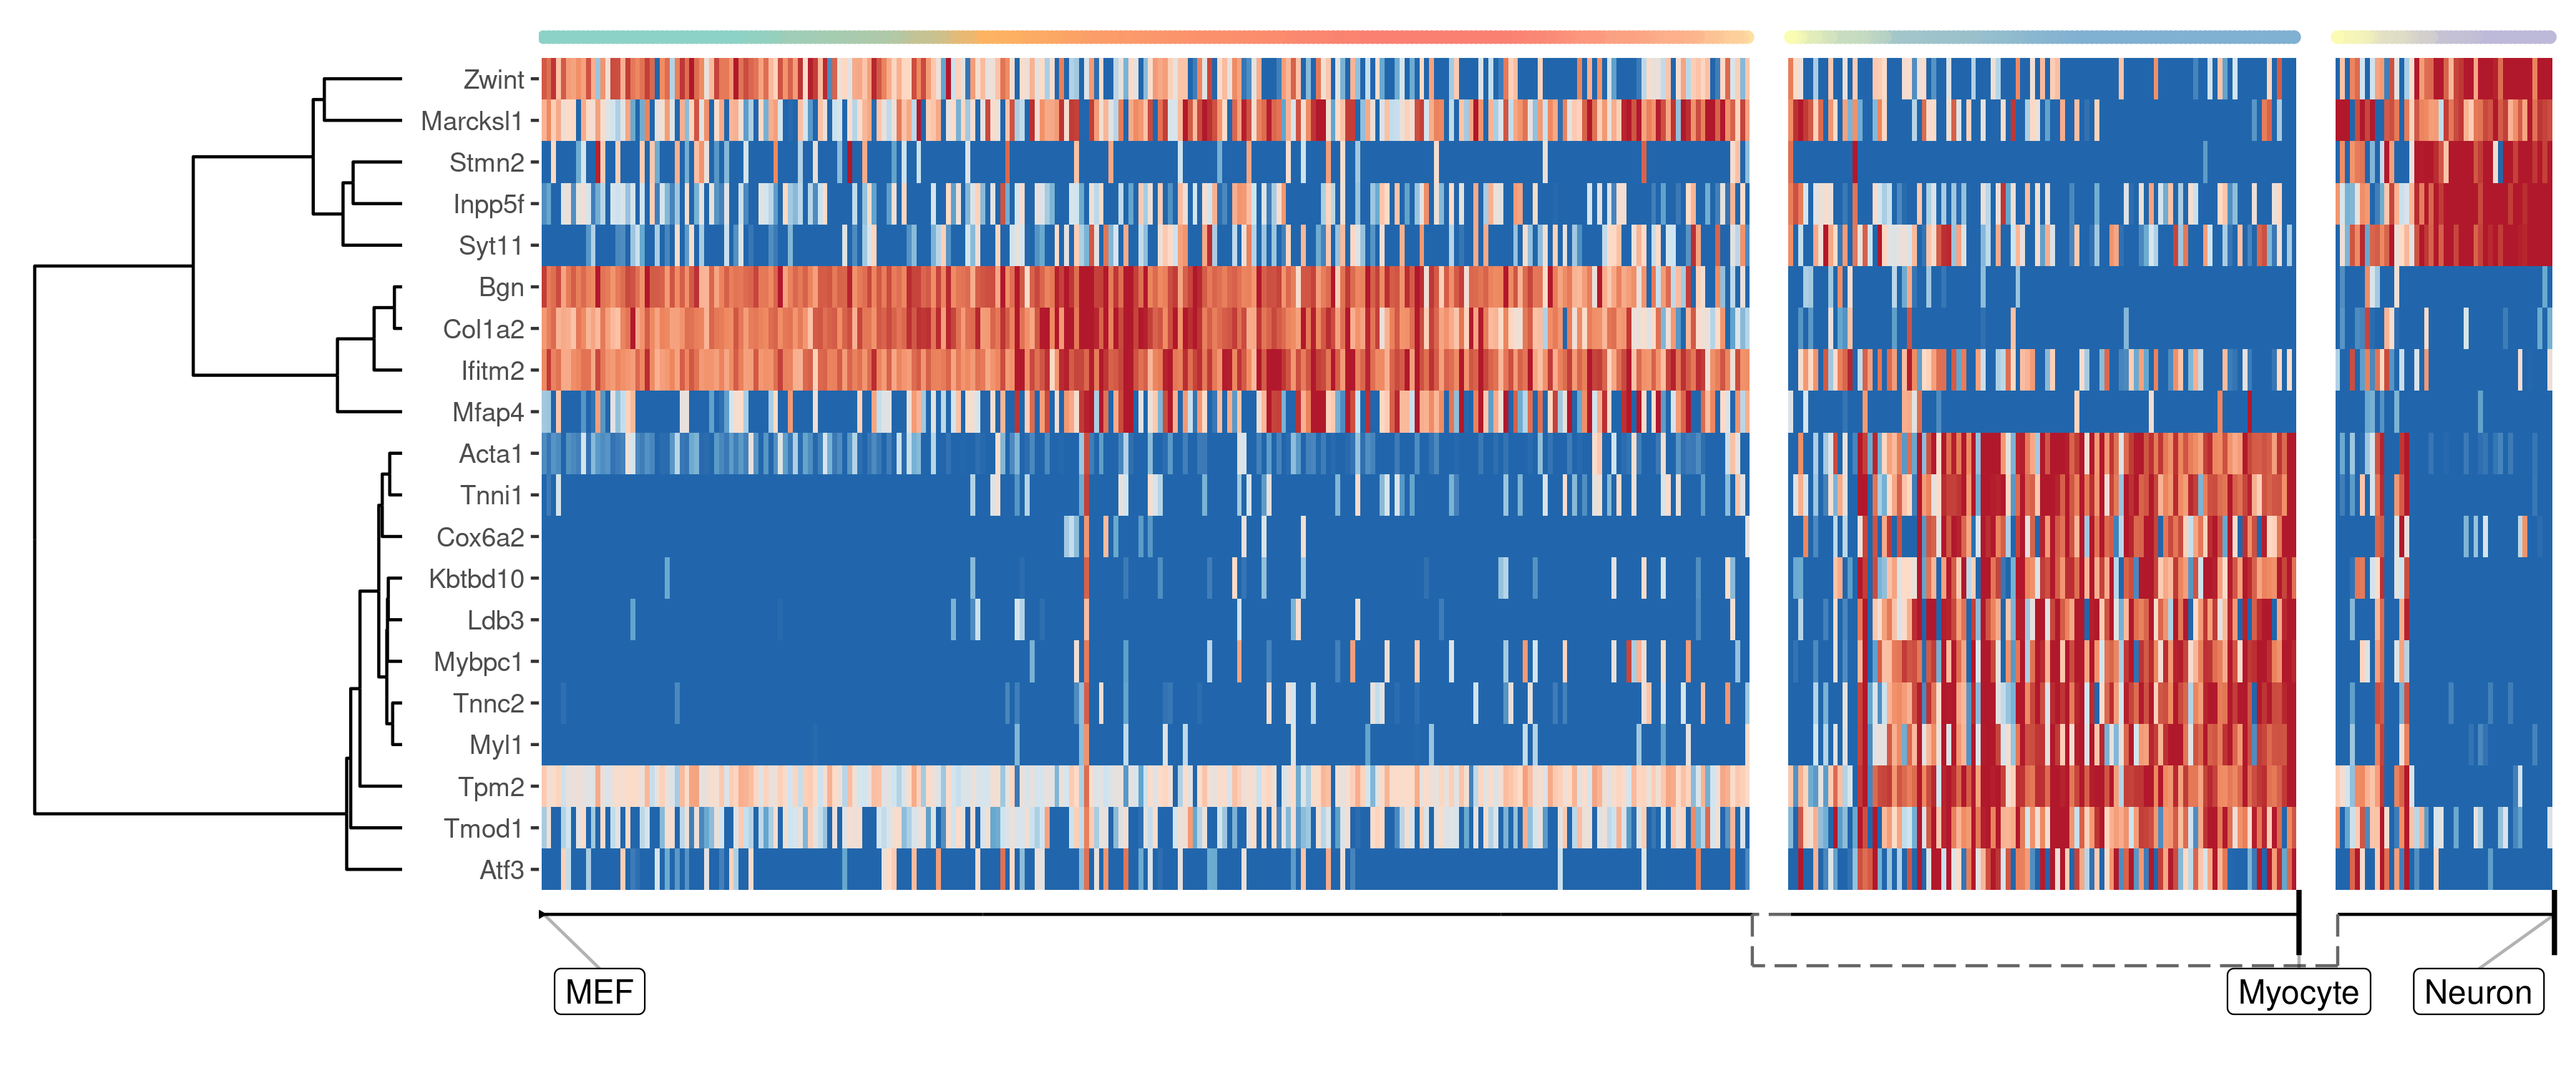 Zwint
Marcksl1
Stmn2
Inpp5f
Syt11
Bgn
Col1a2
Ifitm2
Mfap4
Acta1
Tnni1
Cox6a2
Kbtbd10
Ldb3
Mybpc1
Tnnc2
Myl1
Tpm2
Tmod1
Atf3
MEF
Myocyte
Neuron